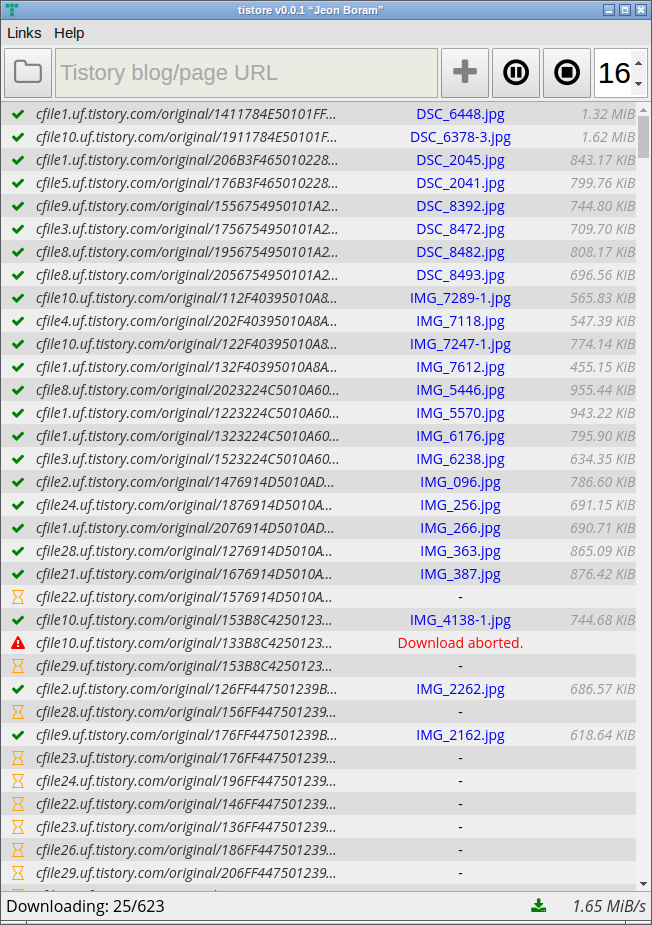 tistore v0.0.1 “Jeon Boram”
Links Help
Tistory blog/page URL 16
cfile1.uf.tistory.com/original/1411784E50101FF... DSC_6448.jpg 1.32 MiB
cfile10.uf.tistory.com/original/1911784E50101F... DSC_6378-3.jpg 1.62 MiB
cfile1.uf.tistory.com/original/206B3F465010228... DSC_2045.jpg 843.17 KiB
cfile5.uf.tistory.com/original/176B3F465010228... DSC_2041.jpg 799.76 KiB
cfile9.uf.tistory.com/original/1556754950101A2... DSC_8392.jpg 744.80 KiB
cfile3.uf.tistory.com/original/1756754950101A2... DSC_8472.jpg 709.70 KiB
cfile8.uf.tistory.com/original/1956754950101A2... DSC_8482.jpg 808.17 KiB
cfile8.uf.tistory.com/original/2056754950101A2... DSC_8493.jpg 696.56 KiB
cfile10.uf.tistory.com/original/112F40395010A8... IMG_7289-1.jpg 565.83 KiB
cfile4.uf.tistory.com/original/202F40395010A8A... IMG_7118.jpg 547.39 KiB
cfile10.uf.tistory.com/original/122F40395010A8... IMG_7247-1.jpg 774.14 KiB
cfile1.uf.tistory.com/original/132F40395010A8A... IMG_7612.jpg 455.15 KiB
cfile8.uf.tistory.com/original/2023224C5010A60... IMG_5446.jpg 955.44 KiB
cfile1.uf.tistory.com/original/1223224C5010A60... IMG_5570.jpg 943.22 KiB
cfile1.uf.tistory.com/original/1323224C5010A60... IMG_6176.jpg 795.90 KiB
cfile3.uf.tistory.com/original/1523224C5010A60... IMG_6238.jpg 634.35 KiB
cfile2.uf.tistory.com/original/1476914D5010AD... IMG_096.jpg 786.60 KiB
cfile24.uf.tistory.com/original/1876914D5010A... IMG_256.jpg 691.15 KiB
cfile1.uf.tistory.com/original/2076914D5010AD... IMG_266.jpg 690.71 KiB
cfile28.uf.tistory.com/original/1276914D5010A... IMG_363.jpg 865.09 KiB
cfile21.uf.tistory.com/original/1676914D5010A... IMG_387.jpg 876.42 KiB
cfile22.uf.tistory.com/original/1576914D5010A... -
cfile10.uf.tistory.com/original/153B8C4250123... IMG_4138-1.jpg 744.68 KiB
cfile10.uf.tistory.com/original/133B8C4250123... Download aborted.
cfile29.uf.tistory.com/original/153B8C4250123... -
cfile2.uf.tistory.com/original/126FF447501239B... IMG_2262.jpg 686.57 KiB
cfile28.uf.tistory.com/original/156FF447501239... -
cfile9.uf.tistory.com/original/176FF447501239B... IMG_2162.jpg 618.64 KiB
cfile23.uf.tistory.com/original/176FF447501239... -
cfile24.uf.tistory.com/original/196FF447501239... -
cfile22.uf.tistory.com/original/146FF447501239... -
cfile23.uf.tistory.com/original/136FF447501239... -
cfile26.uf.tistory.com/original/186FF447501239... -
cfile29.uf.tistory.com/original/206FF447501239... -
Downloading: 25/623 1.65 MiB/s